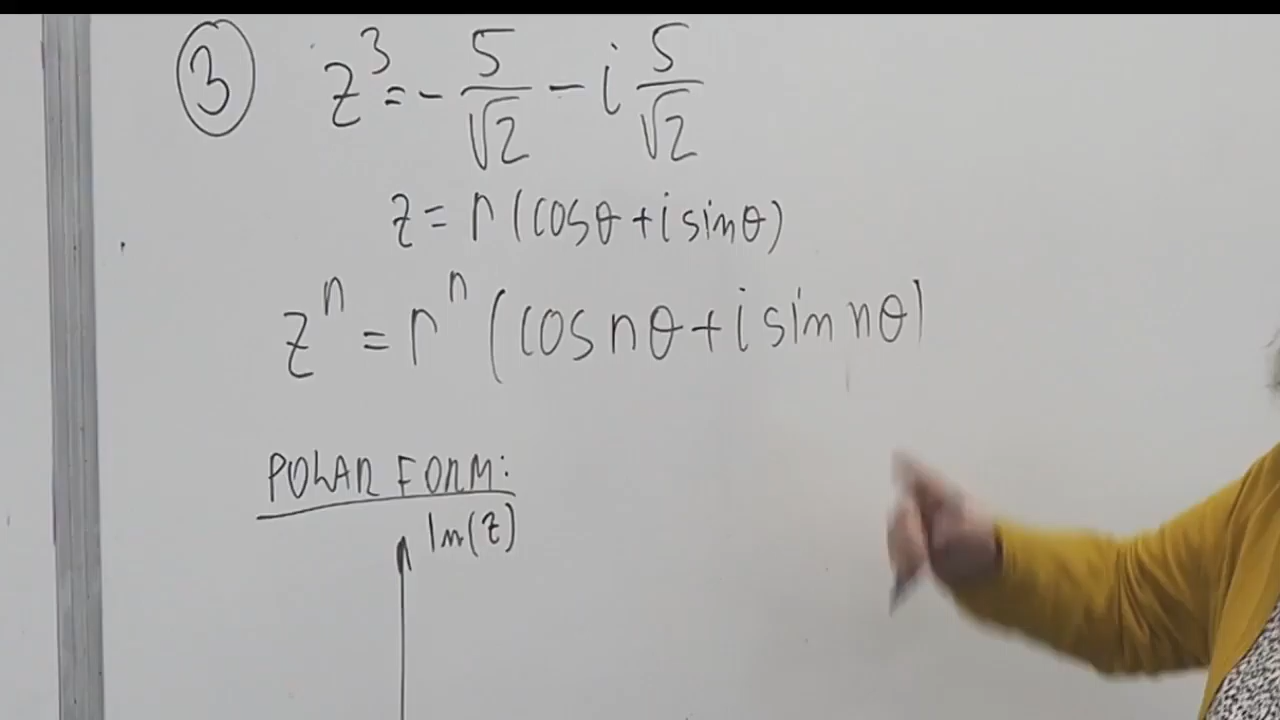 ③ z³ = - 5/√2 - i 5/√2
z = r (cosθ + i sinθ)
zⁿ = rⁿ (cos nθ + i sin nθ)
POLAR FORM:
Im(z)